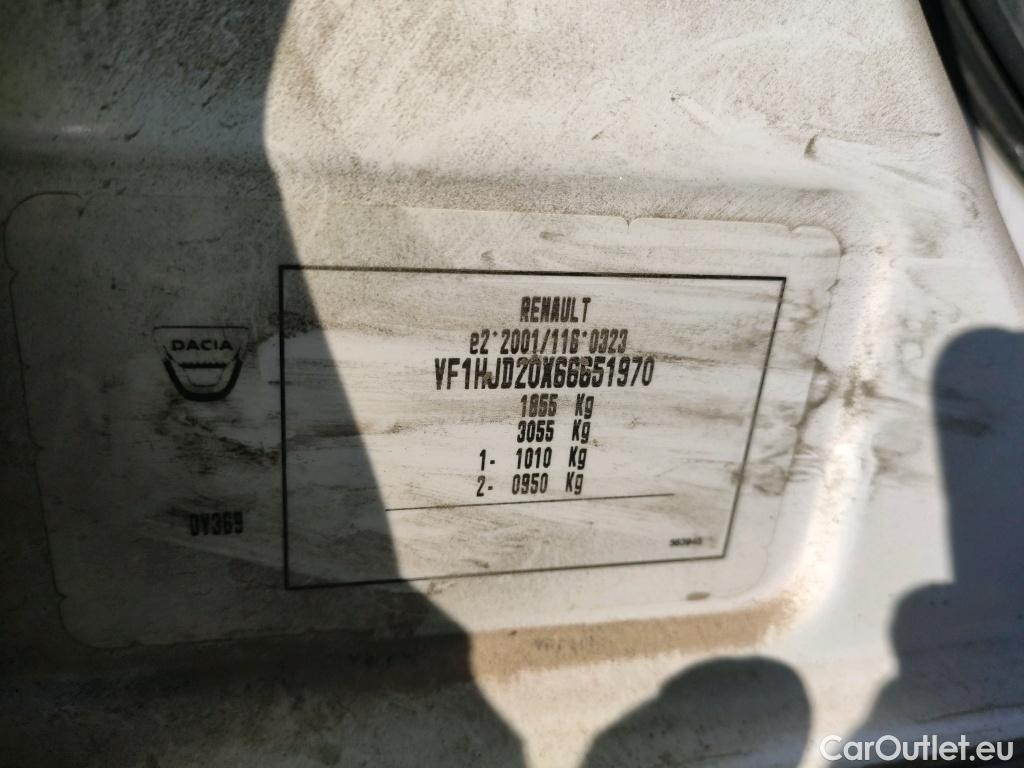 RENAULT
e2*2001/116*0323
VF1HJD20X66651970
1855 Kg
3055 Kg
1- 1010 Kg
2- 0950 Kg
DACIA
DV369
CarOutlet.eu